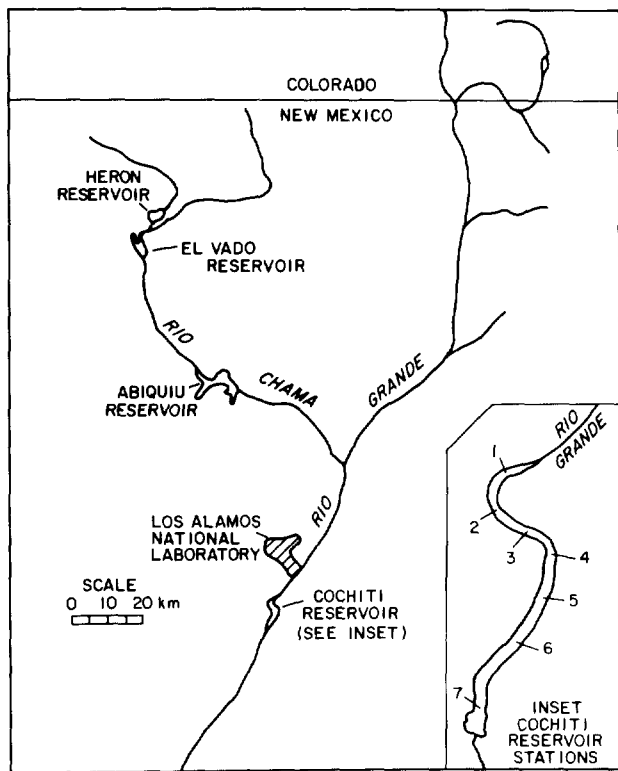 COLORADO
NEW MEXICO
HERON
RESERVOIR
EL VADO
RESERVOIR
RIO
CHAMA
GRANDE
ABIQUIU
RESERVOIR
RIO
LOS ALAMOS
NATIONAL
LABORATORY
SCALE
0 10 20 km
COCHITI
RESERVOIR
(SEE INSET)
RIO
GRANDE
1
2
3
4
5
6
7
INSET
COCHITI
RESERVOIR
STATIONS